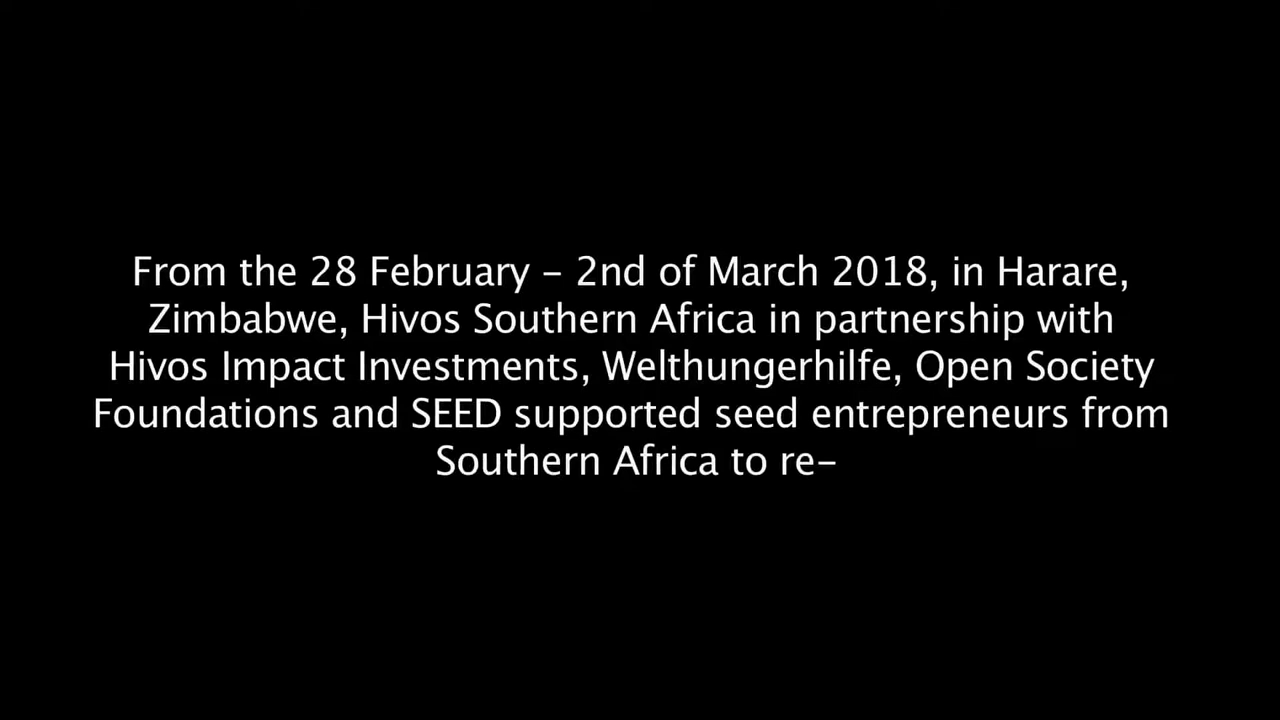 From the 28 February – 2nd of March 2018, in Harare,
Zimbabwe, Hivos Southern Africa in partnership with
Hivos Impact Investments, Welthungerhilfe, Open Society
Foundations and SEED supported seed entrepreneurs from
Southern Africa to re–